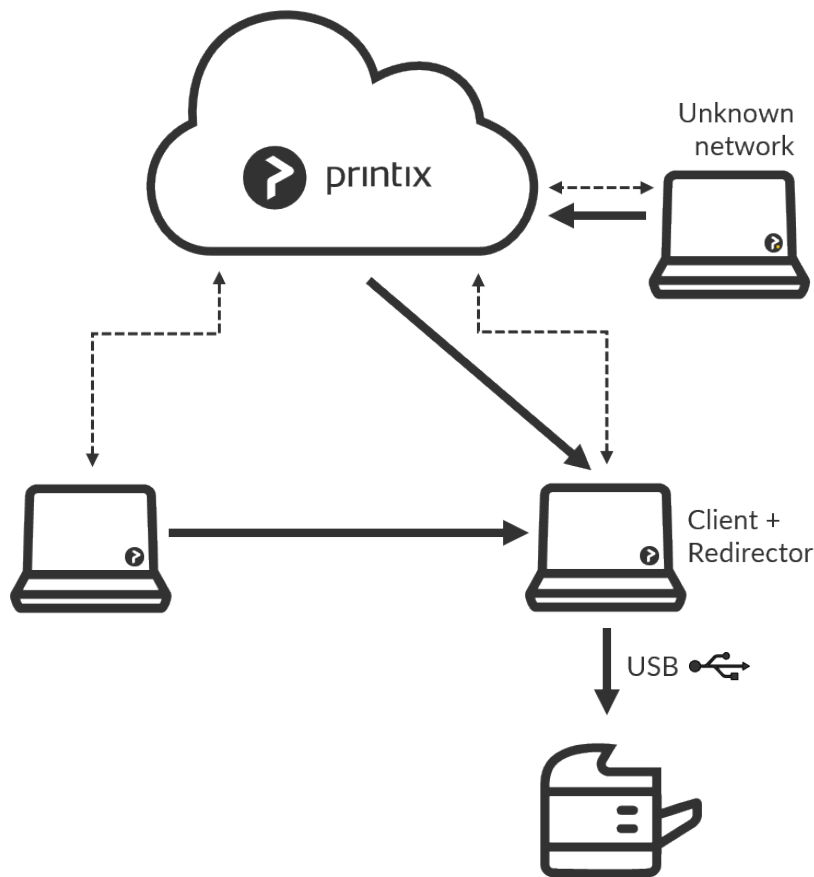 Unknown
network
printix
Client +
Redirector
USB